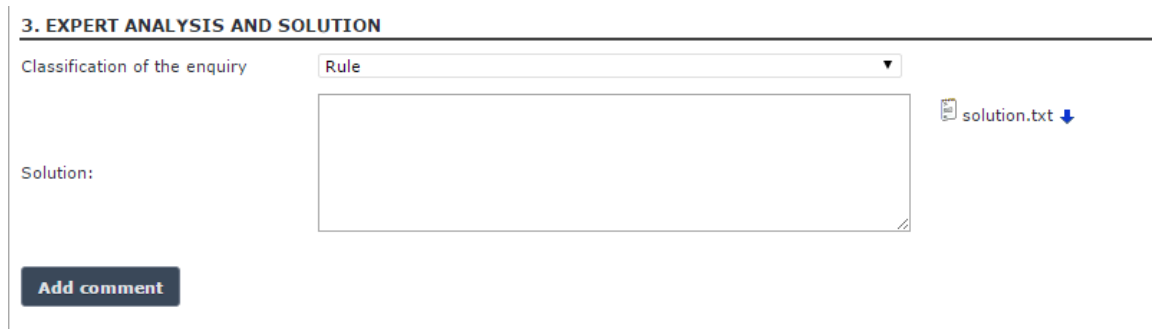 3. EXPERT ANALYSIS AND SOLUTION
Classification of the enquiry
Rule
solution.txt
Solution:
Add comment